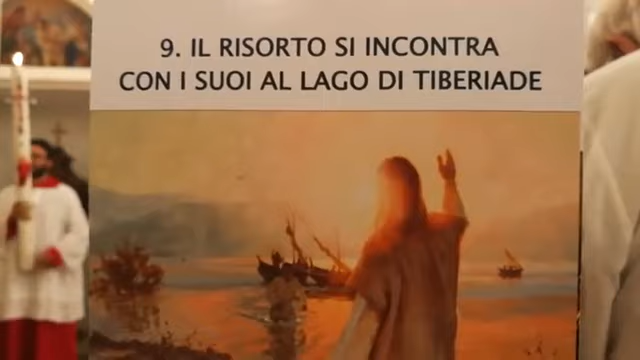 9. IL RISORTO SI INCONTRA
CON I SUOI AL LAGO DI TIBERIADE